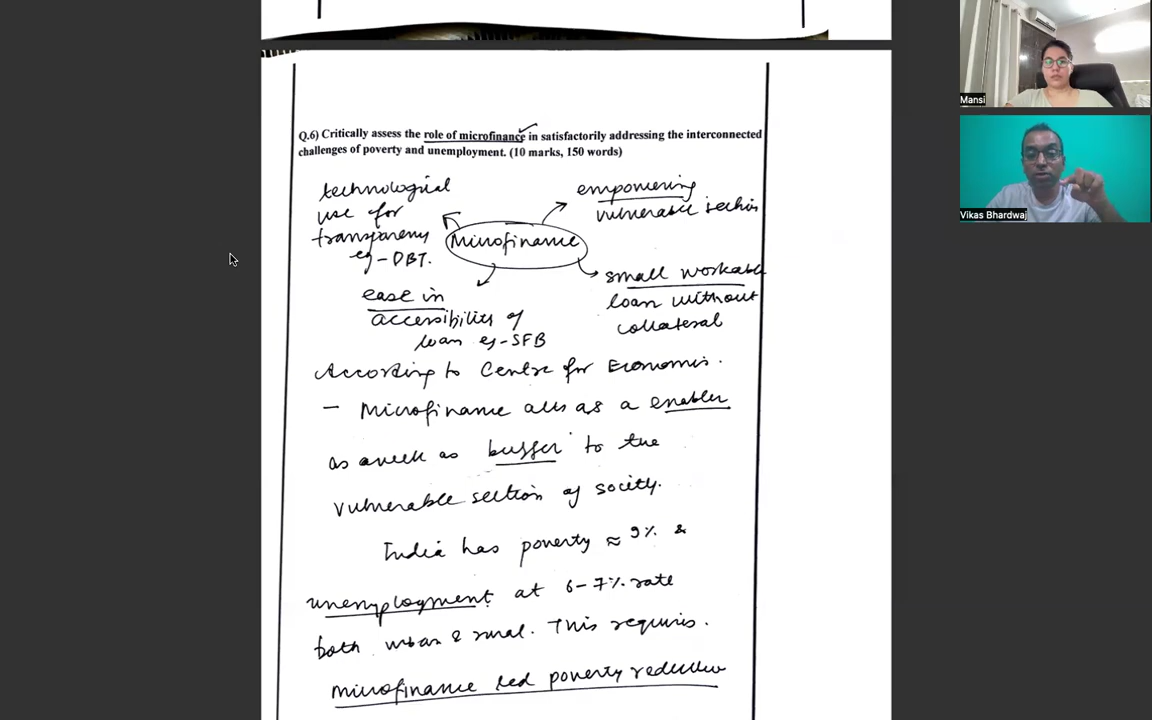 Q.6) Critically assess the role of microfinance in satisfactorily addressing the interconnected
challenges of poverty and unemployment. (10 marks, 150 words)
technological
use for
transparency
eg - DBT.
empowering
vulnerable section
Microfinance
small workable
loan without
collateral
ease in
accessibility of
loan eg - SFB
According to Centre for Economics.
- Microfinance acts as a enabler
as a well as buffer to the
vulnerable section of socity.
India has poverty ≈ 9% &
unemployment at 6-7% rate
both urban & rural. This requires.
microfinance led poverty reduction
Mansi
Vikas Bhardwaj